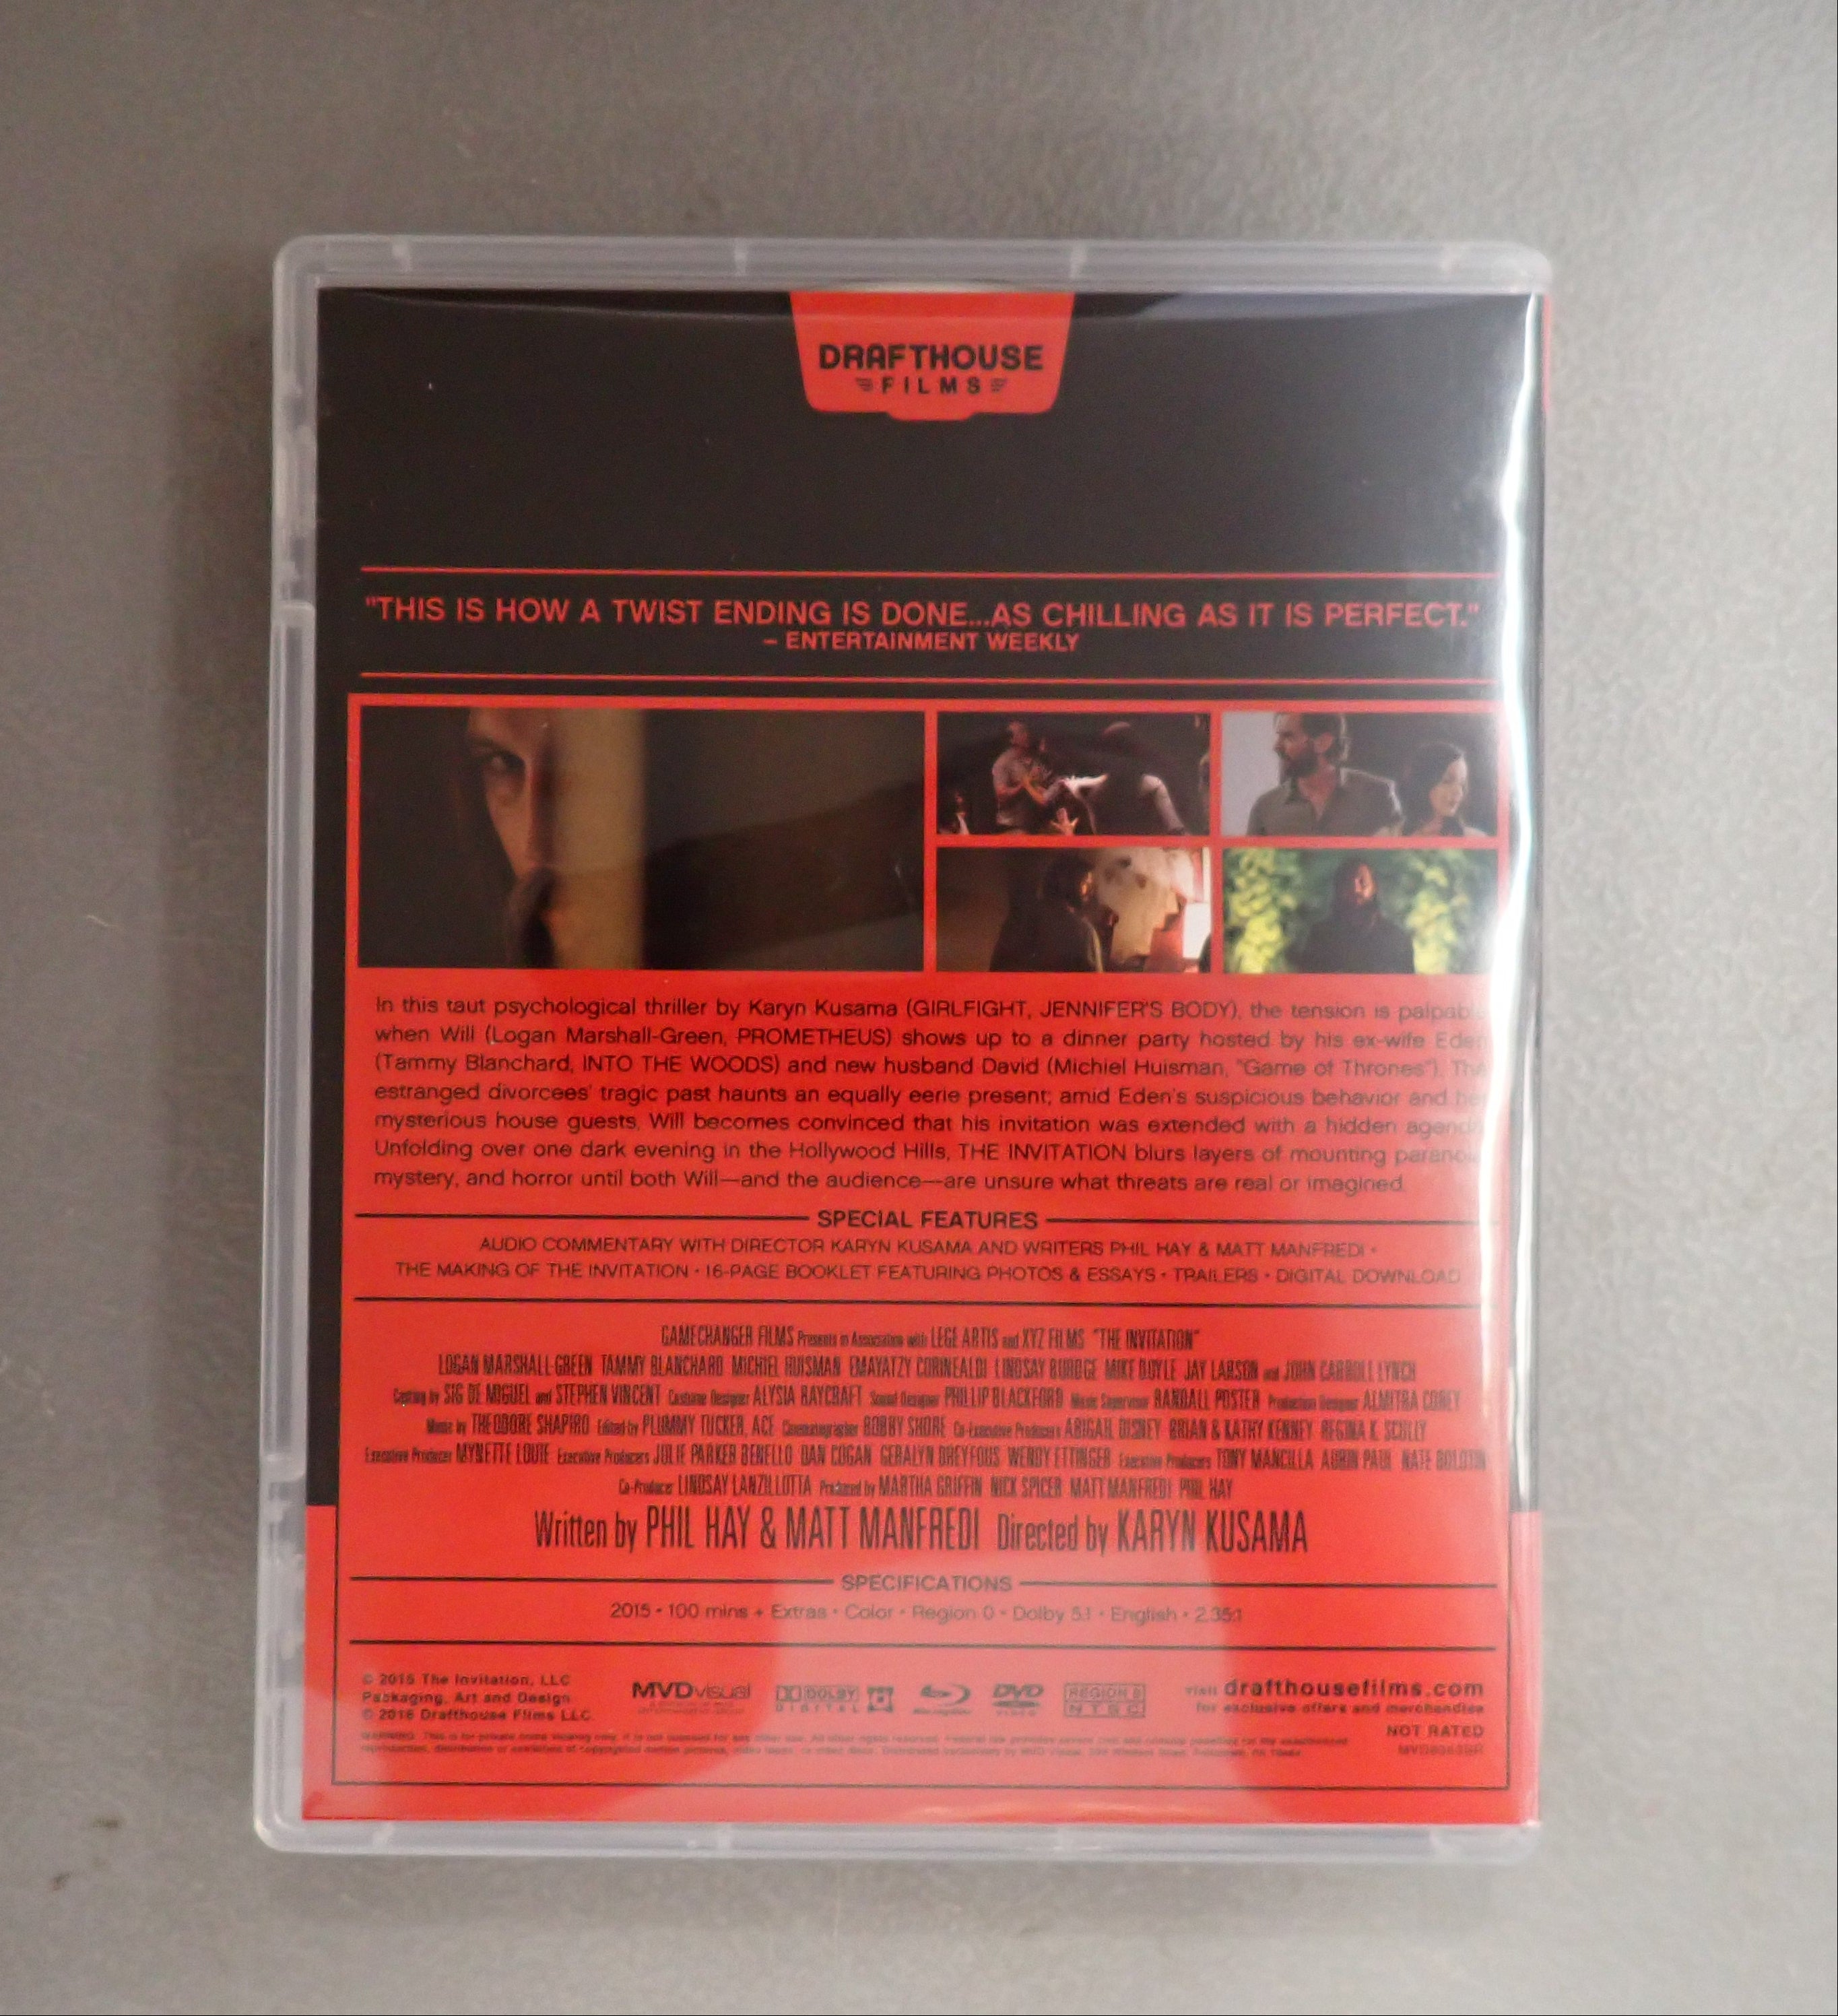 DRAFTHOUSE
FILMS
"THIS IS HOW A TWIST ENDING IS DONE...AS CHILLING AS IT IS PERFECT."
– ENTERTAINMENT WEEKLY
In this taut psychological thriller by Karyn Kusama (GIRLFIGHT, JENNIFER'S BODY), the tension is palpable
when Will (Logan Marshall-Green, PROMETHEUS) shows up to a dinner party hosted by his ex-wife Eden
(Tammy Blanchard, INTO THE WOODS) and new husband David (Michiel Huisman, "Game of Thrones"). The
estranged divorcees' tragic past haunts an equally eerie present; amid Eden's suspicious behavior and her
mysterious house guests, Will becomes convinced that his invitation was extended with a hidden agenda.
Unfolding over one dark evening in the Hollywood Hills, THE INVITATION blurs layers of mounting paranoia,
mystery, and horror until both Will—and the audience—are unsure what threats are real or imagined.
SPECIAL FEATURES
AUDIO COMMENTARY WITH DIRECTOR KARYN KUSAMA AND WRITERS PHIL HAY & MATT MANFREDI •
THE MAKING OF THE INVITATION • 16-PAGE BOOKLET FEATURING PHOTOS & ESSAYS • TRAILERS • DIGITAL DOWNLOAD
GAMECHANGER FILMS Presents in Association with LEGE ARTIS and XYZ FILMS "THE INVITATION"
LOGAN MARSHALL-GREEN TAMMY BLANCHARD MICHIEL HUISMAN EMAYATZY CORINEALDI LINDSAY BURDGE MIKE DOYLE JAY LARSON and JOHN CARROLL LYNCH
Casting by SIG DE MIGUEL and STEPHEN VINCENT Costume Designer ALYSIA RAYCRAFT Sound Designer PHILLIP BLACKFORD Music Supervisor RANDALL POSTER Production Designer ALMITRA COREY
Music by THEODORE SHAPIRO Edited by PLUMMY TUCKER, ACE Cinematographer BOBBY SHORE Co-Executive Producers ABIGAIL DISNEY BRIAN & KATHY KENNEY REGINA K. SCULLY
Executive Producer MYNETTE LOUIE Executive Producers JULIE PARKER BENELLO DAN COGAN GERALYN DREYFOUS WENDY ETTINGER Executive Producers TONY MANCILLA AUBIN PAUL NATE BOLOTIN
Co-Producer LINDSAY LANZILLOTTA Produced by MARTHA GRIFFIN NICK SPICER MATT MANFREDI PHIL HAY
Written by PHIL HAY & MATT MANFREDI Directed by KARYN KUSAMA
SPECIFICATIONS
2015 • 100 mins + Extras • Color • Region 0 • Dolby 5.1 • English • 2.35:1
© 2015 The Invitation, LLC
Packaging, Art and Design
© 2016 Drafthouse Films LLC.
MVDvisual
DOLBY
DIGITAL
Blu-ray Disc
DVD
VIDEO
REGION 0
NTSC
visit drafthousefilms.com
for exclusive offers and merchandise
NOT RATED